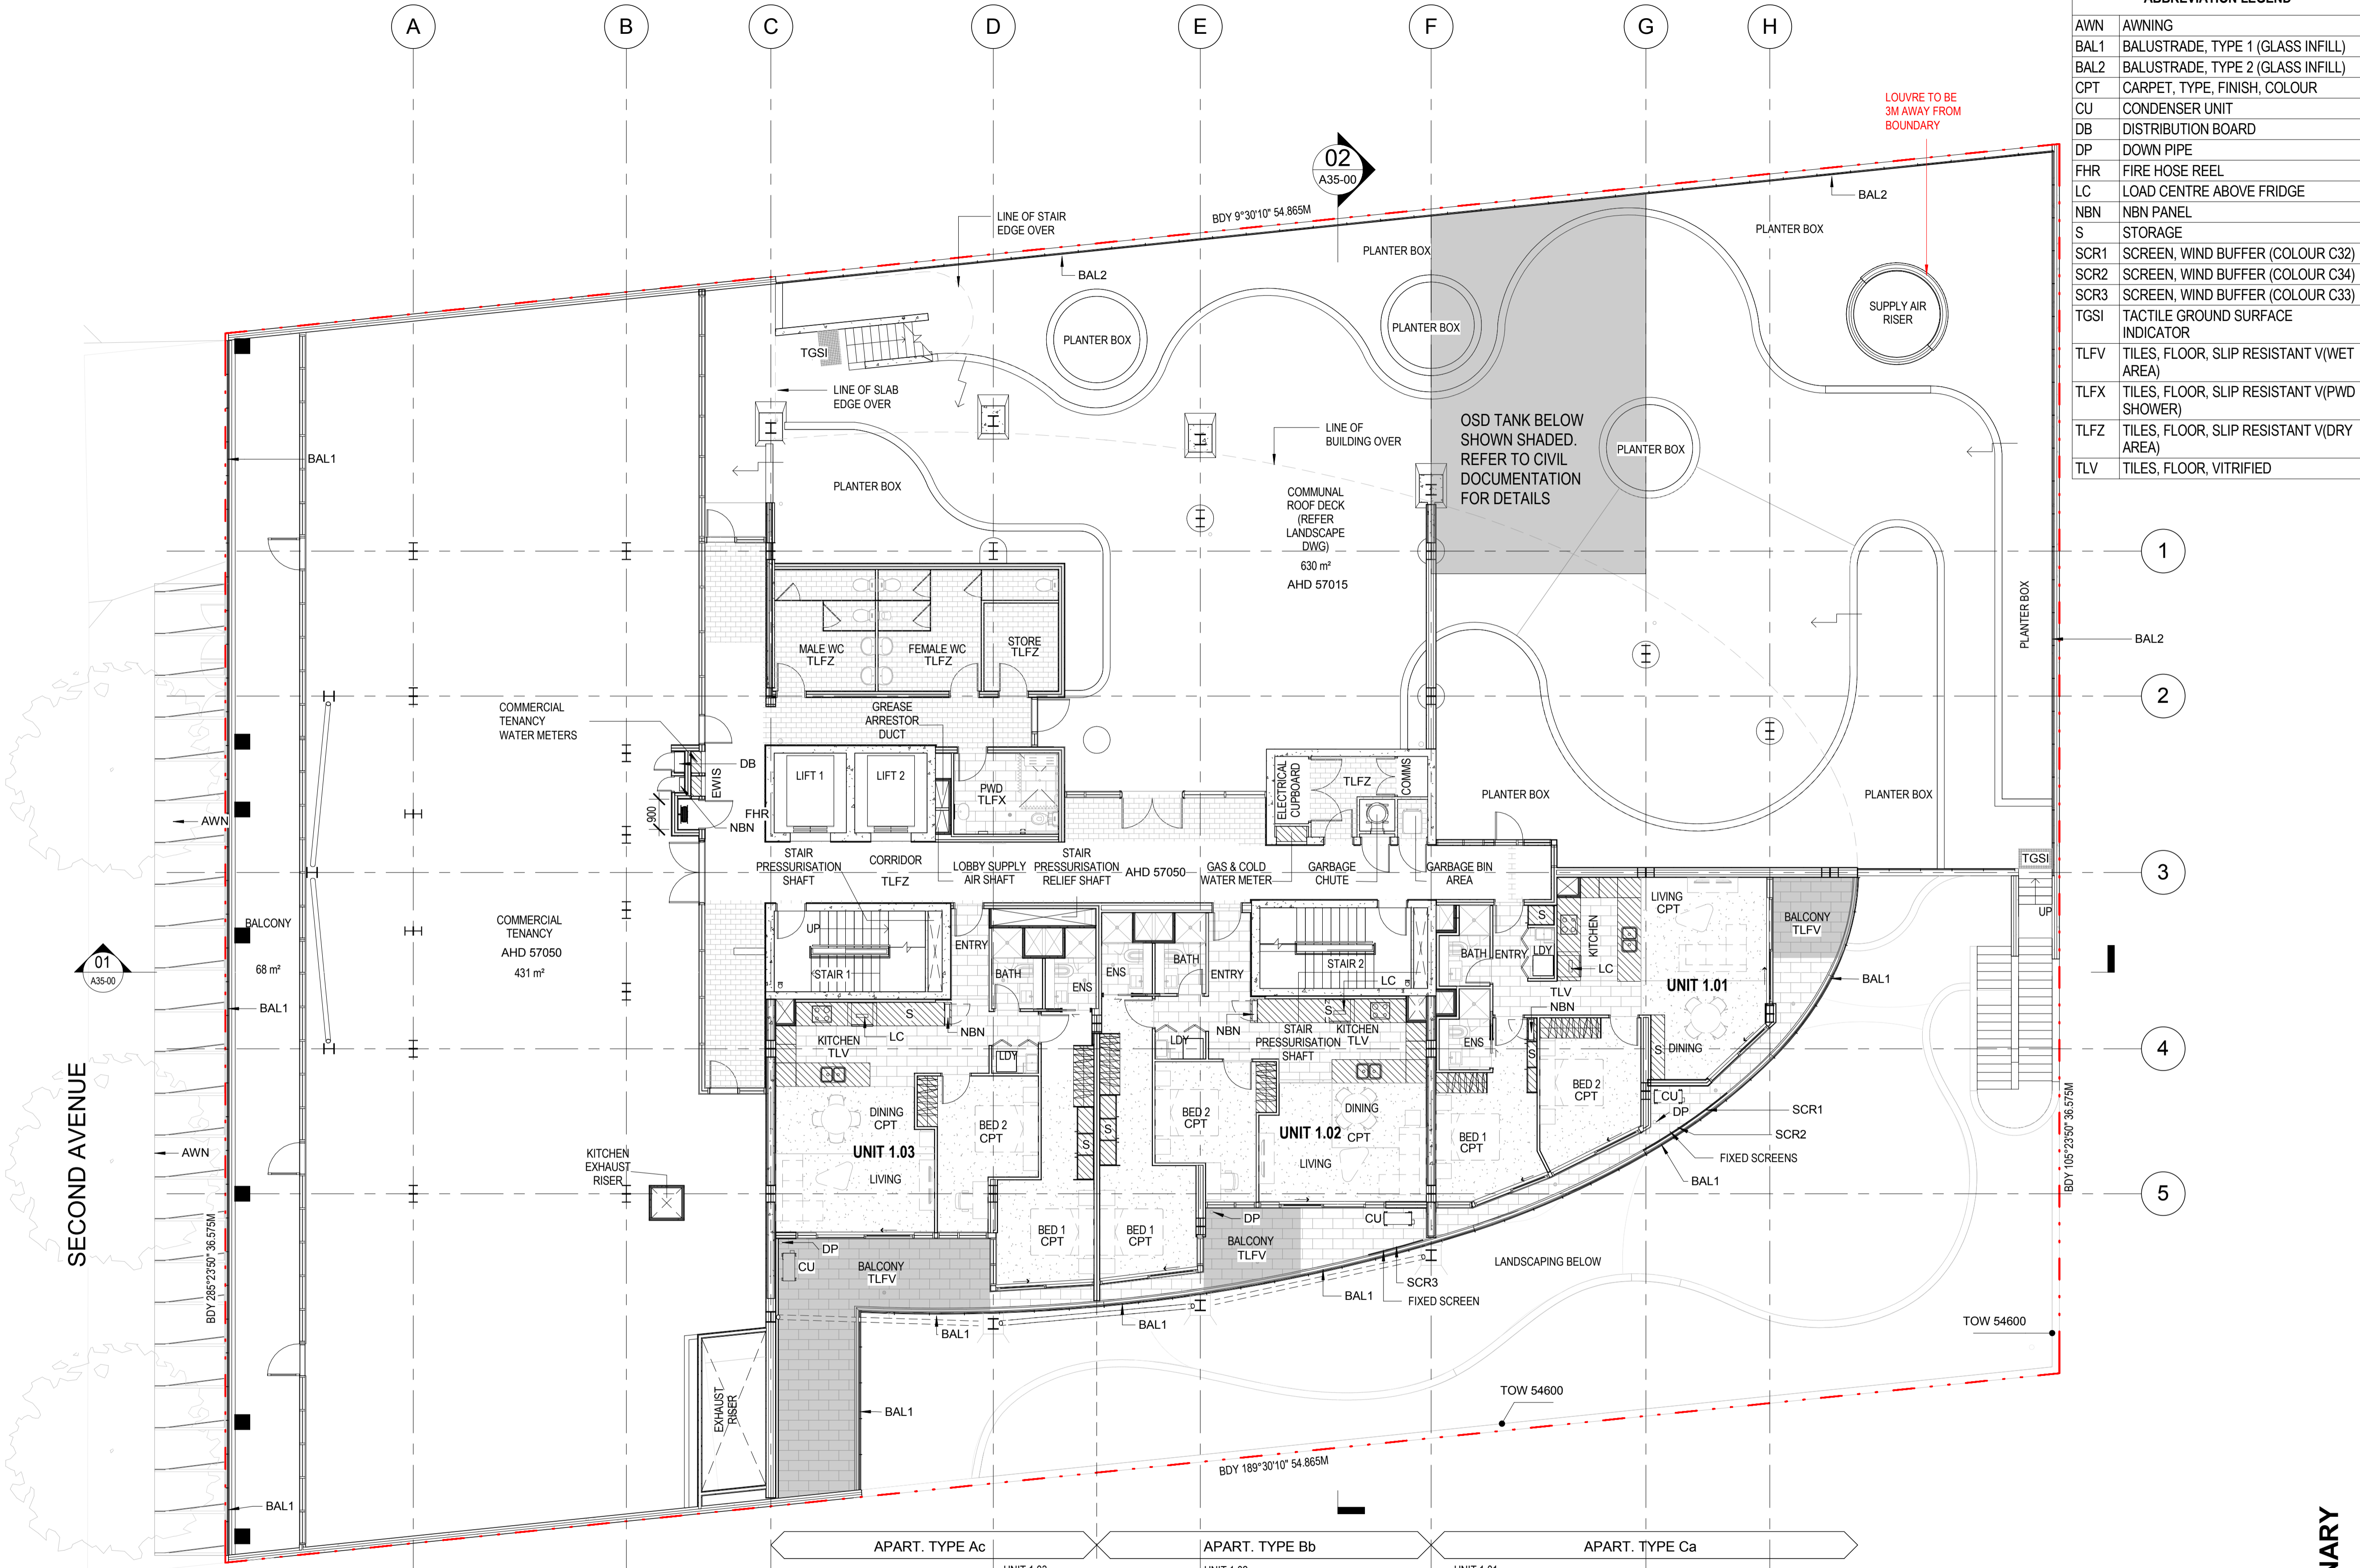 A
B
C
D
E
F
G
H
ABBREVIATION LEGEND
AWN AWNING
BAL1 BALUSTRADE, TYPE 1 (GLASS INFILL)
BAL2 BALUSTRADE, TYPE 2 (GLASS INFILL)
CPT CARPET, TYPE, FINISH, COLOUR
CU CONDENSER UNIT
DB DISTRIBUTION BOARD
DP DOWN PIPE
FHR FIRE HOSE REEL
LC LOAD CENTRE ABOVE FRIDGE
NBN NBN PANEL
S STORAGE
SCR1 SCREEN, WIND BUFFER (COLOUR C32)
SCR2 SCREEN, WIND BUFFER (COLOUR C34)
SCR3 SCREEN, WIND BUFFER (COLOUR C33)
TGSI TACTILE GROUND SURFACE
INDICATOR
TLFV TILES, FLOOR, SLIP RESISTANT V(WET
AREA)
TLFX TILES, FLOOR, SLIP RESISTANT V(PWD
SHOWER)
TLFZ TILES, FLOOR, SLIP RESISTANT V(DRY
AREA)
TLV TILES, FLOOR, VITRIFIED
LOUVRE TO BE
3M AWAY FROM
BOUNDARY
02
A35-00
BAL2
BDY 9°30'10" 54.865M
LINE OF STAIR
EDGE OVER
PLANTER BOX
PLANTER BOX
BAL2
SUPPLY AIR
RISER
PLANTER BOX
PLANTER BOX
TGSI
LINE OF SLAB
EDGE OVER
LINE OF
BUILDING OVER
OSD TANK BELOW
SHOWN SHADED.
REFER TO CIVIL
DOCUMENTATION
FOR DETAILS
PLANTER BOX
BAL1
PLANTER BOX
COMMUNAL
ROOF DECK
(REFER
LANDSCAPE
DWG)
630 m²
AHD 57015
1
PLANTER BOX
BAL2
MALE WC
TLFZ
FEMALE WC
TLFZ
STORE
TLFZ
2
COMMERCIAL
TENANCY
WATER METERS
GREASE
ARRESTOR
DUCT
DB
EWIS
LIFT 1
LIFT 2
PWD
TLFX
ELECTRICAL
CUPBOARD
TLFZ
COMMS
PLANTER BOX
PLANTER BOX
AWN
900
FHR
NBN
STAIR
PRESSURISATION
SHAFT
CORRIDOR
TLFZ
LOBBY SUPPLY
AIR SHAFT
STAIR
PRESSURISATION
RELIEF SHAFT
AHD 57050
GAS & COLD
WATER METER
GARBAGE
CHUTE
GARBAGE BIN
AREA
TGSI
3
UP
BALCONY
68 m²
COMMERCIAL
TENANCY
AHD 57050
431 m²
UP
STAIR 1
ENTRY
BATH
ENS
ENS
BATH
ENTRY
STAIR 2
LC
BATH
ENTRY
S
LDY
KITCHEN
LC
LIVING
CPT
BALCONY
TLFV
UNIT 1.01
BAL1
01
A35-00
BAL1
S
NBN
KITCHEN
TLV
LC
LDY
NBN
S
STAIR
PRESSURISATION
SHAFT
KITCHEN
TLV
LDY
TLV
NBN
ENS
S
S
DINING
4
SECOND AVENUE
BDY 105°23'50" 36.575M
DINING
CPT
BED 2
CPT
UNIT 1.03
LIVING
S
S
BED 2
CPT
DINING
UNIT 1.02
CPT
LIVING
BED 1
CPT
BED 2
CPT
CU
DP
SCR1
SCR2
FIXED SCREENS
BAL1
AWN
KITCHEN
EXHAUST
RISER
5
BDY 285°23'50" 36.575M
DP
CU
BALCONY
TLFV
BED 1
CPT
BED 1
CPT
DP
BALCONY
TLFV
CU
LANDSCAPING BELOW
SCR3
BAL1
FIXED SCREEN
BAL1
BAL1
TOW 54600
EXHAUST
RISER
BAL1
TOW 54600
BDY 189°30'10" 54.865M
BAL1
APART. TYPE Ac
APART. TYPE Bb
APART. TYPE Ca